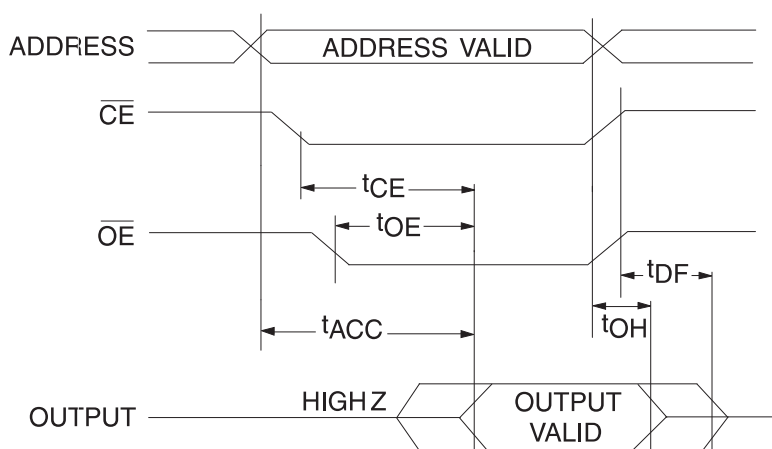 ADDRESS
ADDRESS VALID
CE
tCE
tOE
OE
tDF
tACC
tOH
HIGH Z
OUTPUT
OUTPUT
VALID